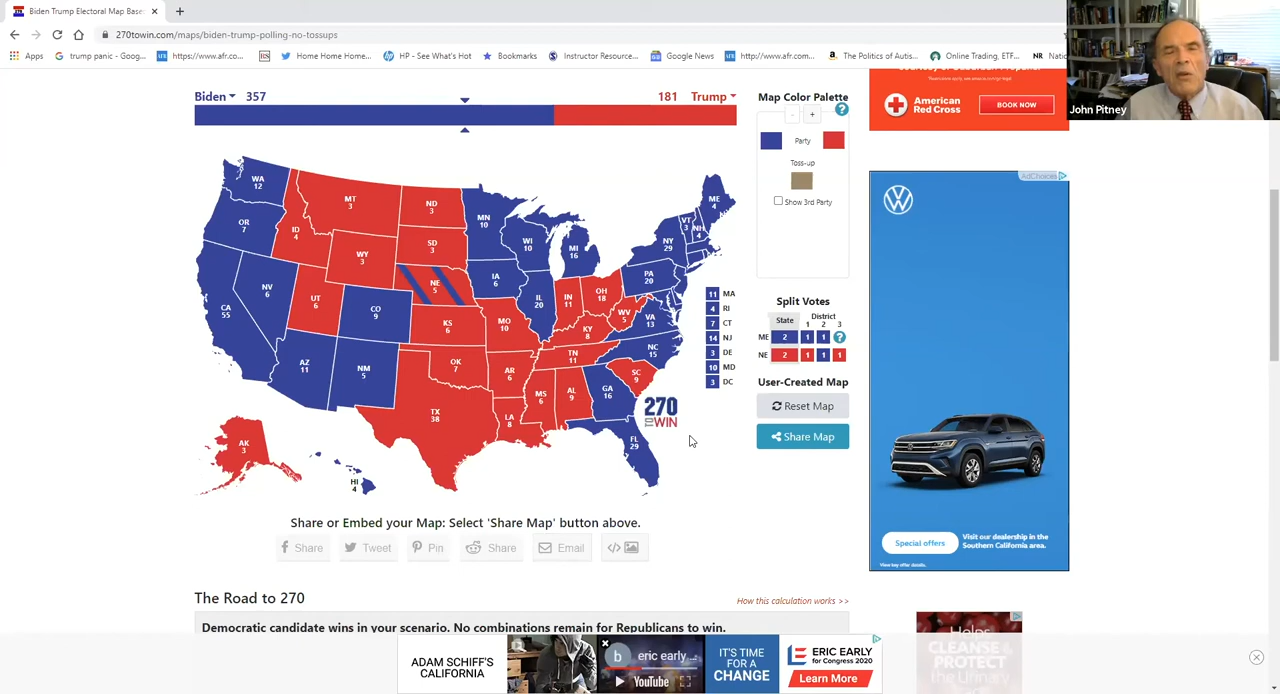 Biden Trump Electoral Map Base
270towin.com/maps/biden-trump-polling-no-tossups
Apps
trump panic - Goog...
https://www.afr.co...
Home Home Home...
HP - See What's Hot
Bookmarks
Instructor Resource...
Google News
http://www.afr.com...
The Politics of Autis...
Online Trading, ETF...
NR
John Pitney
Biden 357
181 Trump
Map Color Palette
?
- +
Party
Toss-up
Show 3rd Party
American
Red Cross
BOOK NOW
AdChoices
WA
12
OR
7
CA
55
NV
6
ID
4
MT
3
WY
3
UT
6
CO
9
AZ
11
NM
5
ND
3
SD
3
NE
5
KS
6
OK
7
TX
38
MN
10
IA
6
MO
10
AR
6
LA
8
WI
10
IL
20
MI
16
IN
11
OH
18
KY
8
TN
11
MS
6
AL
9
GA
16
FL
29
SC
9
NC
15
VA
13
WV
5
PA
20
NY
29
VT
3
NH
4
ME
4
AK
3
HI
4
11 MA
4 RI
7 CT
14 NJ
3 DE
10 MD
3 DC
270
TO WIN
Split Votes
State District
1 2 3
ME 2 1 1 ?
NE 2 1 1 1
User-Created Map
Reset Map
Share Map
Share or Embed your Map: Select 'Share Map' button above.
Share
Tweet
Pin
Share
Email
The Road to 270
How this calculation works >>
Democratic candidate wins in your scenario. No combinations remain for Republicans to win.
Special offers
Visit our dealership in the
Southern California area.
View key offer details.
Helps
CLEANSE &
PROTECT
the Urinary
ADAM SCHIFF'S
CALIFORNIA
b
eric early ...
YouTube
IT'S TIME
FOR A
CHANGE
ERIC EARLY
for Congress 2020
Learn More